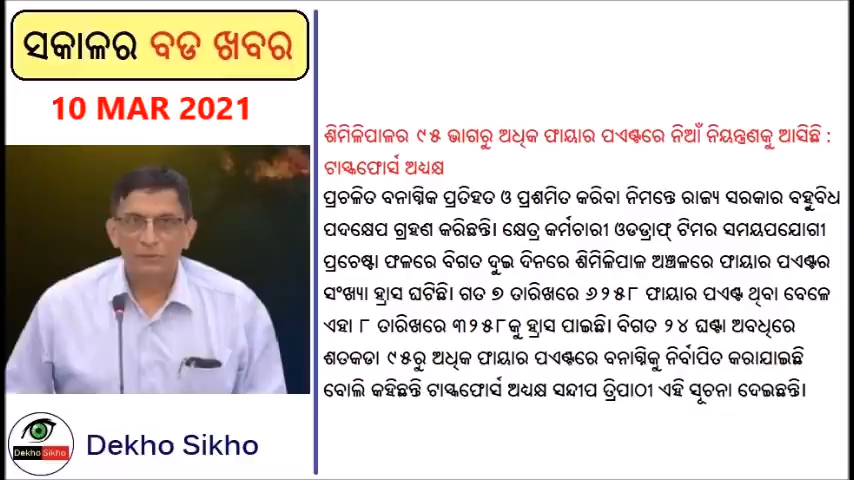 ସକାଳର ବଡ ଖବର
10 MAR 2021
ଶିମିଳିପାଳର ୯୫ ଭାଗରୁ ଅଧିକ ଫାୟାର ପଏଣ୍ଟରେ ନିଆଁ ନିୟନ୍ତ୍ରଣକୁ ଆସିଛି :
ଟାସ୍କଫୋର୍ସ ଅଧ୍ୟକ୍ଷ
ପ୍ରଚଳିତ ବନାଗ୍ନିକ ପ୍ରତିହତ ଓ ପ୍ରଶମିତ କରିବା ନିମନ୍ତେ ରାଜ୍ୟ ସରକାର ବହୁବିଧ
ପଦକ୍ଷେପ ଗ୍ରହଣ କରିଛନ୍ତି। କ୍ଷେତ୍ର କର୍ମଚାରୀ ଓଡଡ୍ରାଫ୍ ଟିମର ସମୟପଯୋଗୀ
ପ୍ରଚେଷ୍ଟା ଫଳରେ ବିଗତ ଦୁଇ ଦିନରେ ଶିମିଳିପାଳ ଅଞ୍ଚଳରେ ଫାୟାର ପଏଣ୍ଟର
ସଂଖ୍ୟା ହ୍ରାସ ଘଟିଛି। ଗତ ୭ ତାରିଖରେ ୬୨୫୮ ଫାୟାର ପଏଣ୍ଟ ଥିବା ବେଳେ
ଏହା ୮ ତାରିଖରେ ୩୨୫୮କୁ ହ୍ରାସ ପାଇଛି। ବିଗତ ୨୪ ଘଣ୍ଟା ଅବଧିରେ
ଶତକଡା ୯୫ରୁ ଅଧିକ ଫାୟାର ପଏଣ୍ଟରେ ବନାଗ୍ନିକୁ ନିର୍ବାପିତ କରାଯାଇଛି
ବୋଲି କହିଛନ୍ତି ଟାସ୍କଫୋର୍ସ ଅଧ୍ୟକ୍ଷ ସନ୍ଦୀପ ତ୍ରିପାଠୀ ଏହି ସୂଚନା ଦେଇଛନ୍ତି।
Dekho Sikho
Dekho Sikho